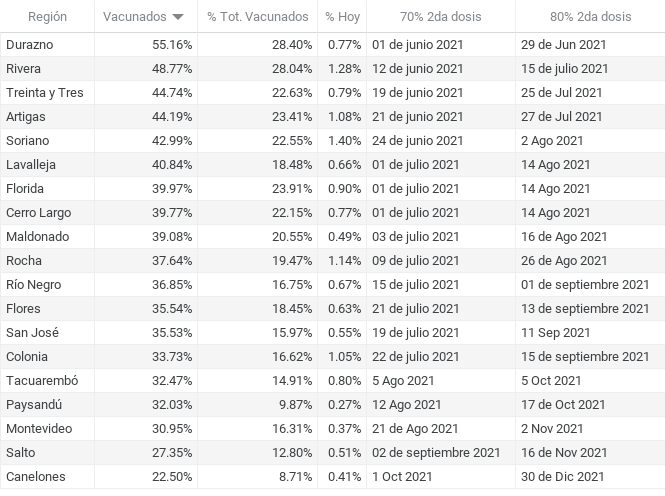 Región Vacunados % Tot. Vacunados % Hoy 70% 2da dosis 80% 2da dosis
Durazno 55.16% 28.40% 0.77% 01 de junio 2021 29 de Jun 2021
Rivera 48.77% 28.04% 1.28% 12 de junio 2021 15 de julio 2021
Treinta y Tres 44.74% 22.63% 0.79% 19 de junio 2021 25 de Jul 2021
Artigas 44.19% 23.41% 1.08% 21 de junio 2021 27 de Jul 2021
Soriano 42.99% 22.55% 1.40% 24 de junio 2021 2 Ago 2021
Lavalleja 40.84% 18.48% 0.66% 01 de julio 2021 14 Ago 2021
Florida 39.97% 23.91% 0.90% 01 de julio 2021 14 Ago 2021
Cerro Largo 39.77% 22.15% 0.77% 01 de julio 2021 14 Ago 2021
Maldonado 39.08% 20.55% 0.49% 03 de julio 2021 16 de Ago 2021
Rocha 37.64% 19.47% 1.14% 09 de julio 2021 26 de Ago 2021
Río Negro 36.85% 16.75% 0.67% 15 de julio 2021 01 de septiembre 2021
Flores 35.54% 18.45% 0.63% 21 de julio 2021 13 de septiembre 2021
San José 35.53% 15.97% 0.55% 19 de julio 2021 11 Sep 2021
Colonia 33.73% 16.62% 1.05% 22 de julio 2021 15 de septiembre 2021
Tacuarembó 32.47% 14.91% 0.80% 5 Ago 2021 5 Oct 2021
Paysandú 32.03% 9.87% 0.27% 12 Ago 2021 17 de Oct 2021
Montevideo 30.95% 16.31% 0.37% 21 de Ago 2021 2 Nov 2021
Salto 27.35% 12.80% 0.51% 02 de septiembre 2021 16 de Nov 2021
Canelones 22.50% 8.71% 0.41% 1 Oct 2021 30 de Dic 2021